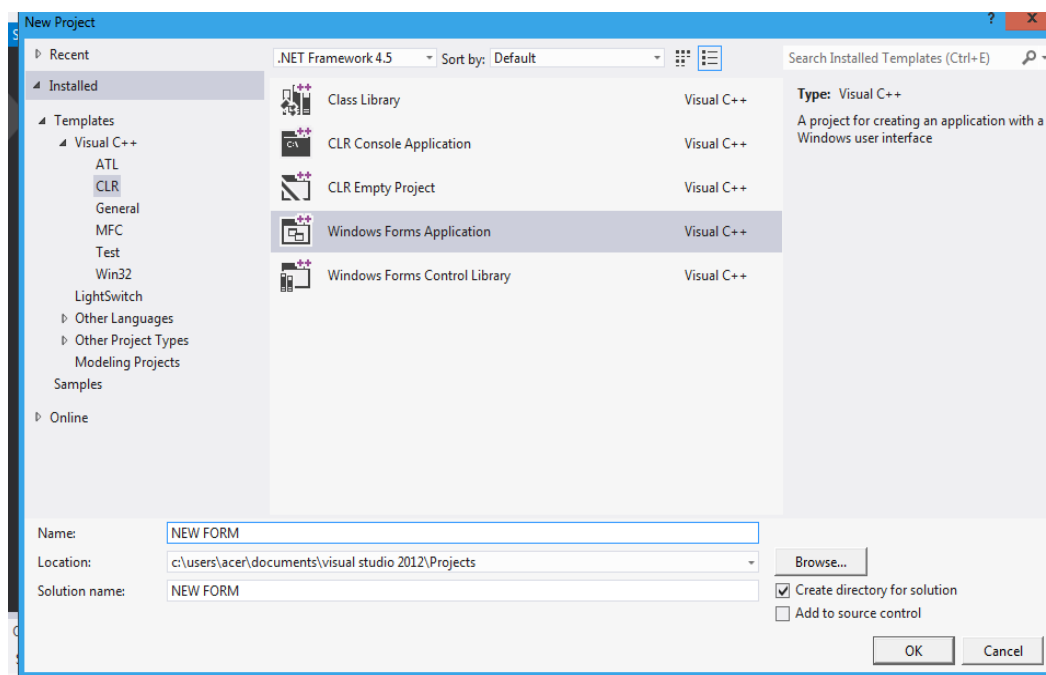 New Project
Recent
.NET Framework 4.5 Sort by: Default
Search Installed Templates (Ctrl+E)
Installed
Templates
Visual C++
ATL
CLR
General
MFC
Test
Win32
LightSwitch
Other Languages
Other Project Types
Modeling Projects
Samples
Online
Class Library Visual C++
CLR Console Application Visual C++
CLR Empty Project Visual C++
Windows Forms Application Visual C++
Windows Forms Control Library Visual C++
Type: Visual C++
A project for creating an application with a
Windows user interface
Name: NEW FORM
Location: c:\users\acer\documents\visual studio 2012\Projects
Browse...
Solution name: NEW FORM
Create directory for solution
Add to source control
OK Cancel